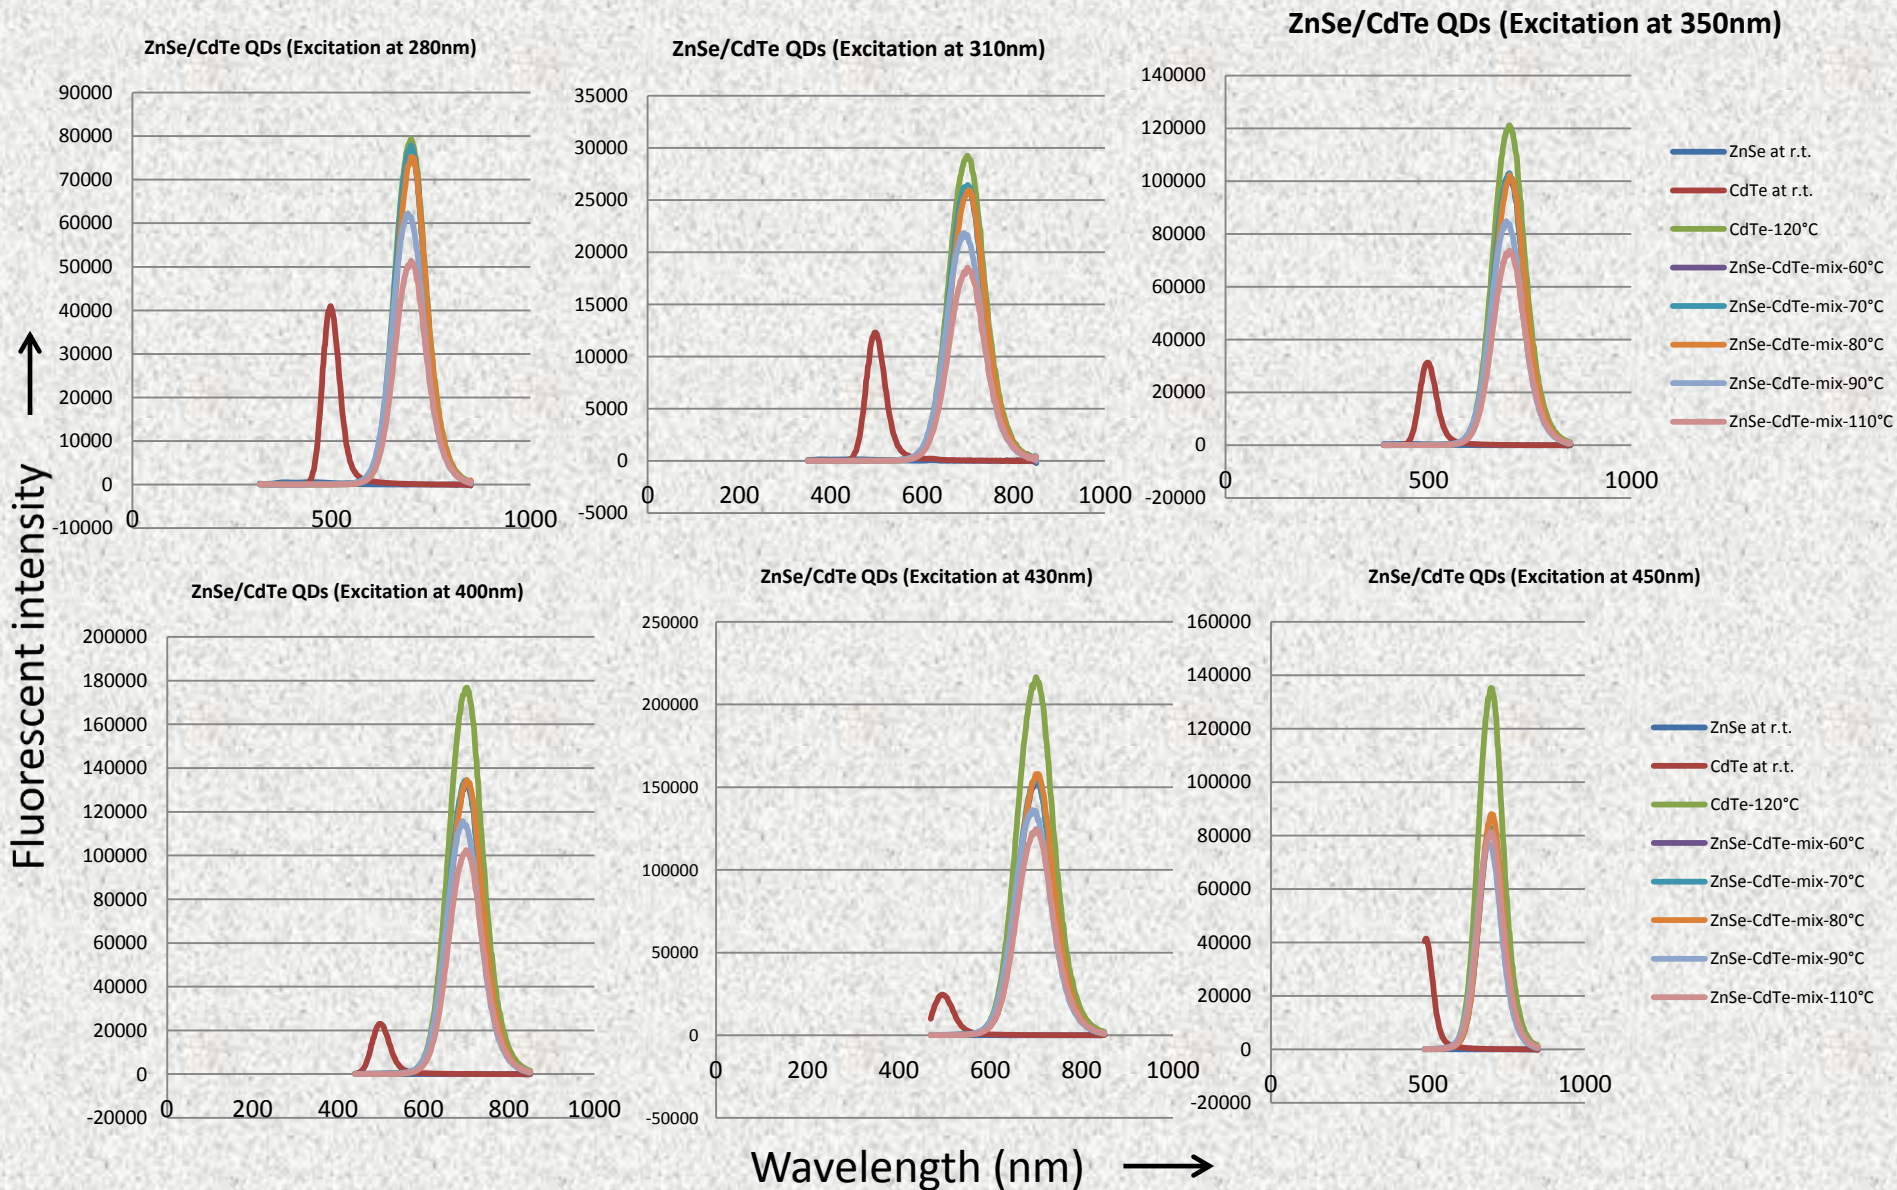 ZnSe/CdTe QDs (Excitation at 280nm)
90000
80000
70000
60000
50000
40000
30000
20000
10000
0
-10000
0 500 1000
ZnSe/CdTe QDs (Excitation at 310nm)
35000
30000
25000
20000
15000
10000
5000
0
-5000
0 200 400 600 800 1000
ZnSe/CdTe QDs (Excitation at 350nm)
140000
120000
100000
80000
60000
40000
20000
0
-20000
0 500 1000
ZnSe at r.t.
CdTe at r.t.
CdTe-120°C
ZnSe-CdTe-mix-60°C
ZnSe-CdTe-mix-70°C
ZnSe-CdTe-mix-80°C
ZnSe-CdTe-mix-90°C
ZnSe-CdTe-mix-110°C
Fluorescent intensity
ZnSe/CdTe QDs (Excitation at 400nm)
200000
180000
160000
140000
120000
100000
80000
60000
40000
20000
0
-20000
0 200 400 600 800 1000
ZnSe/CdTe QDs (Excitation at 430nm)
250000
200000
150000
100000
50000
0
-50000
0 200 400 600 800 1000
ZnSe/CdTe QDs (Excitation at 450nm)
160000
140000
120000
100000
80000
60000
40000
20000
0
-20000
0 500 1000
ZnSe at r.t.
CdTe at r.t.
CdTe-120°C
ZnSe-CdTe-mix-60°C
ZnSe-CdTe-mix-70°C
ZnSe-CdTe-mix-80°C
ZnSe-CdTe-mix-90°C
ZnSe-CdTe-mix-110°C
Wavelength (nm)